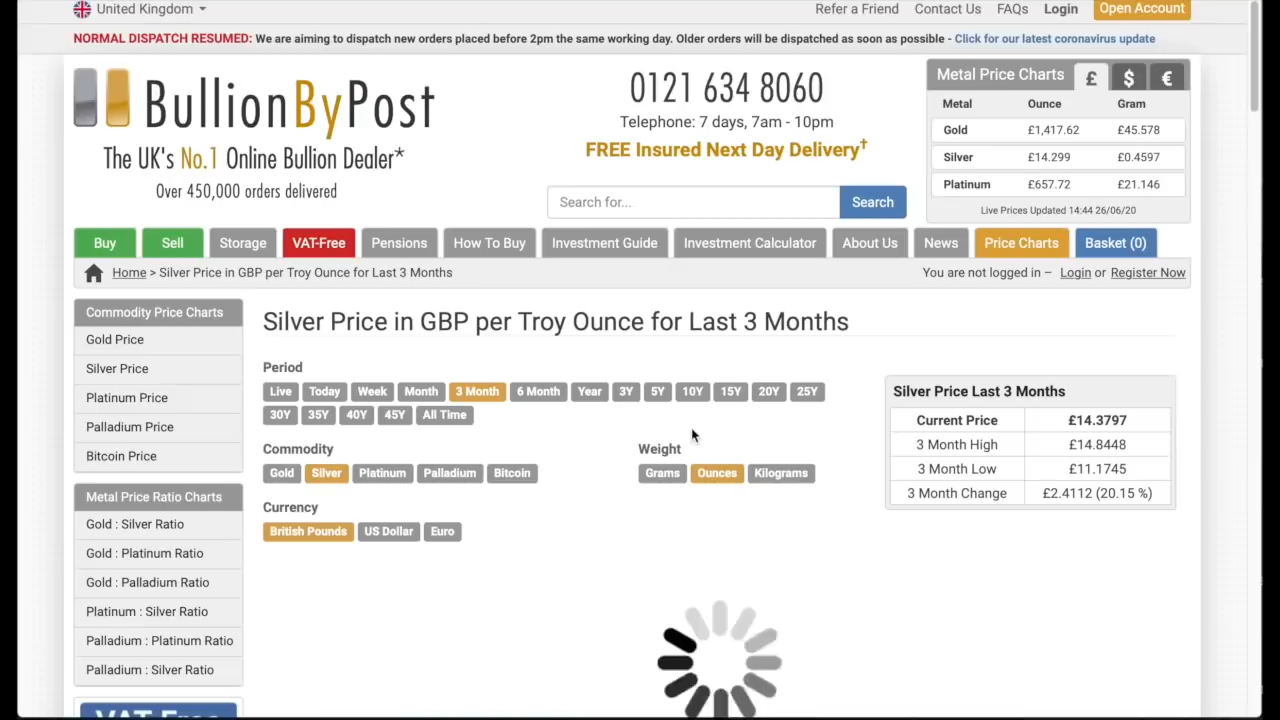 United Kingdom
Refer a Friend Contact Us FAQs Login Open Account
NORMAL DISPATCH RESUMED: We are aiming to dispatch new orders placed before 2pm the same working day. Older orders will be dispatched as soon as possible - Click for our latest coronavirus update
BullionByPost
The UK's No.1 Online Bullion Dealer*
Over 450,000 orders delivered
0121 634 8060
Telephone: 7 days, 7am - 10pm
FREE Insured Next Day Delivery†
Search for... Search
Metal Price Charts £ $ €
Metal Ounce Gram
Gold £1,417.62 £45.578
Silver £14.299 £0.4597
Platinum £657.72 £21.146
Live Prices Updated 14:44 26/06/20
Buy Sell Storage VAT-Free Pensions How To Buy Investment Guide Investment Calculator About Us News Price Charts Basket (0)
Home > Silver Price in GBP per Troy Ounce for Last 3 Months
You are not logged in – Login or Register Now
Commodity Price Charts
Gold Price
Silver Price
Platinum Price
Palladium Price
Bitcoin Price
Metal Price Ratio Charts
Gold : Silver Ratio
Gold : Platinum Ratio
Gold : Palladium Ratio
Platinum : Silver Ratio
Palladium : Platinum Ratio
Palladium : Silver Ratio
VAT-Free
Silver Price in GBP per Troy Ounce for Last 3 Months
Period
Live Today Week Month 3 Month 6 Month Year 3Y 5Y 10Y 15Y 20Y 25Y
30Y 35Y 40Y 45Y All Time
Commodity
Gold Silver Platinum Palladium Bitcoin
Weight
Grams Ounces Kilograms
Currency
British Pounds US Dollar Euro
Silver Price Last 3 Months
Current Price £14.3797
3 Month High £14.8448
3 Month Low £11.1745
3 Month Change £2.4112 (20.15 %)